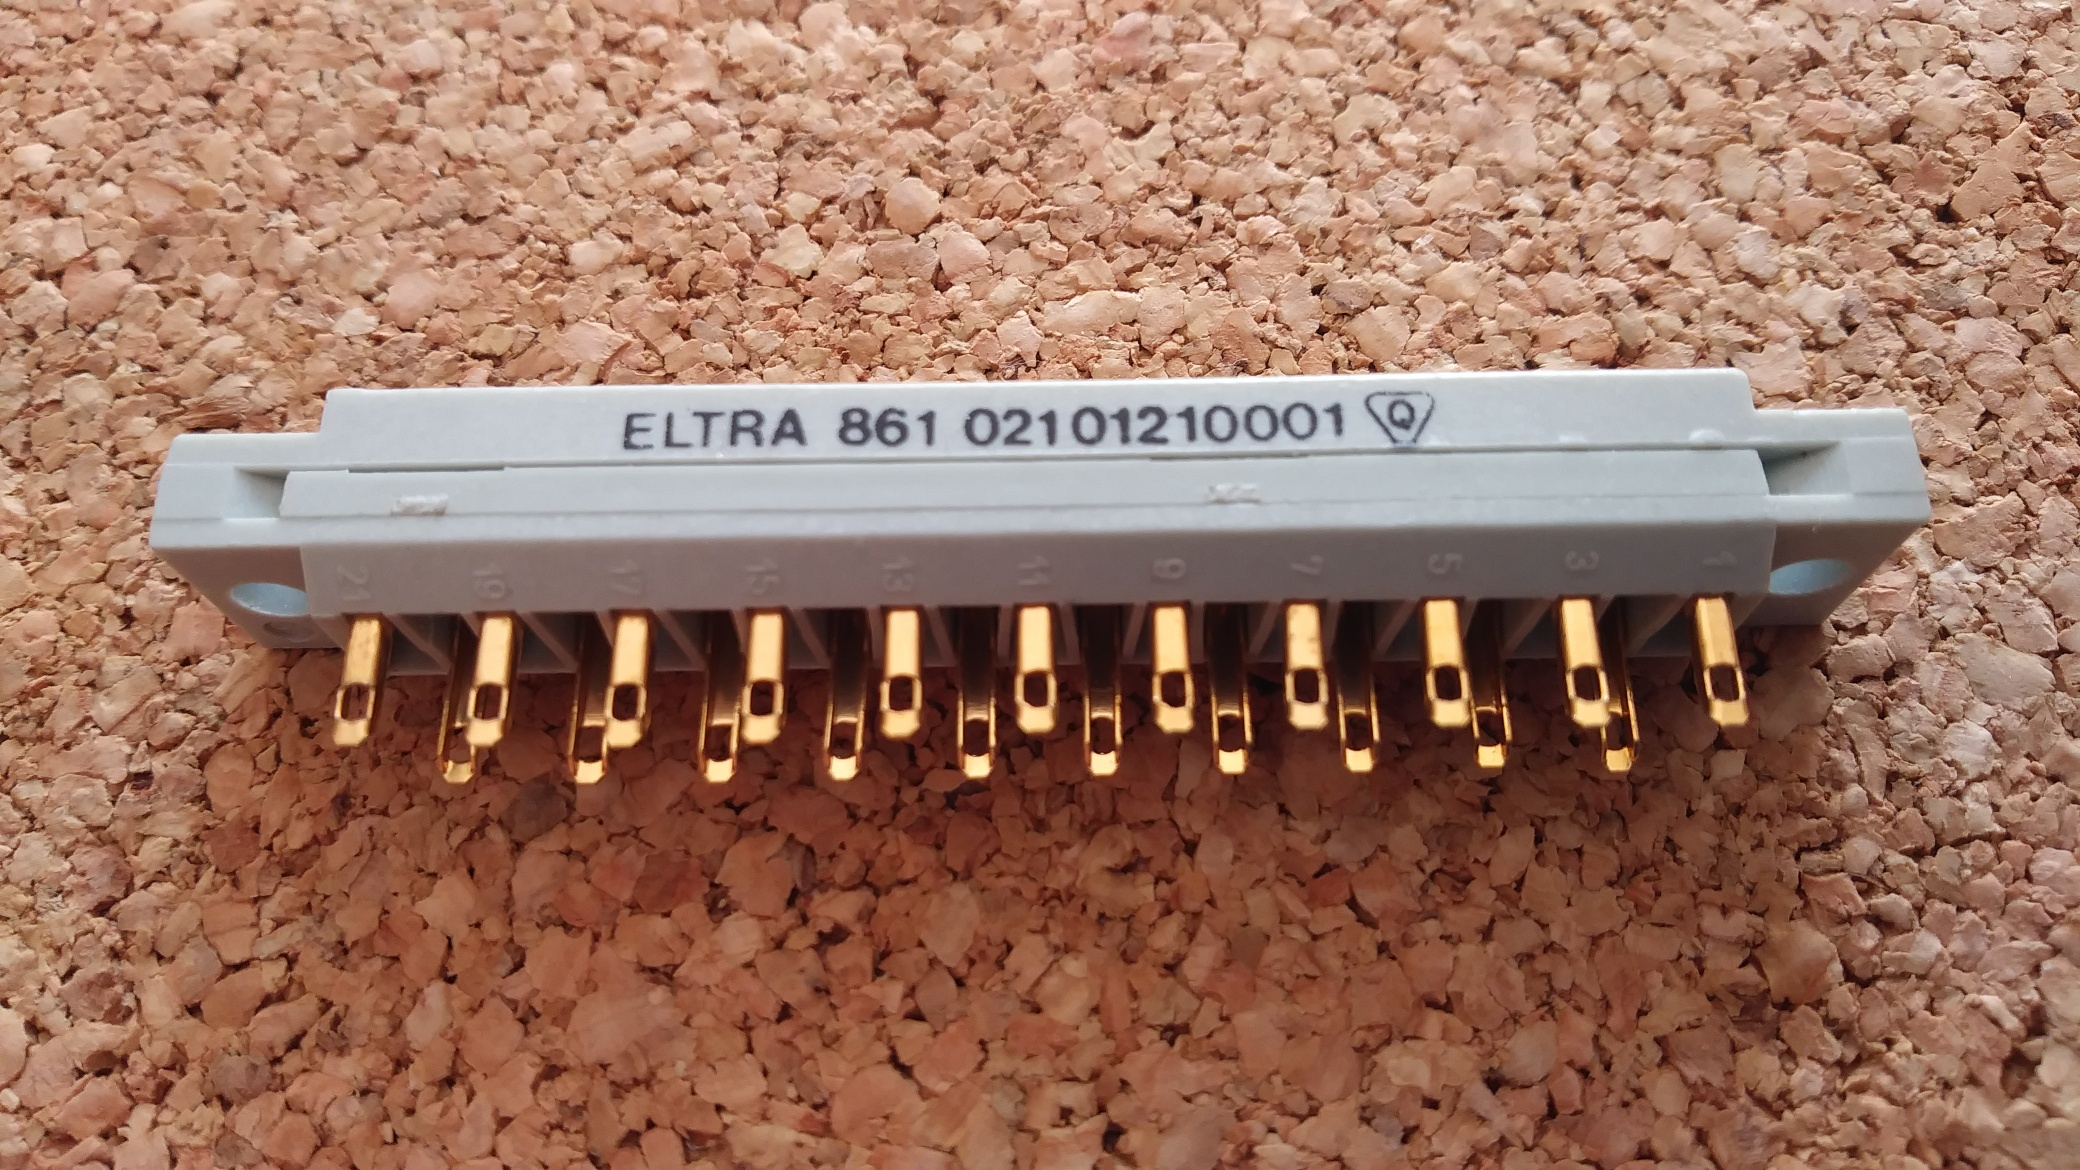 ELTRA 861 02101210001 Q
21 19 17 15 13 11 9 7 5 3 1